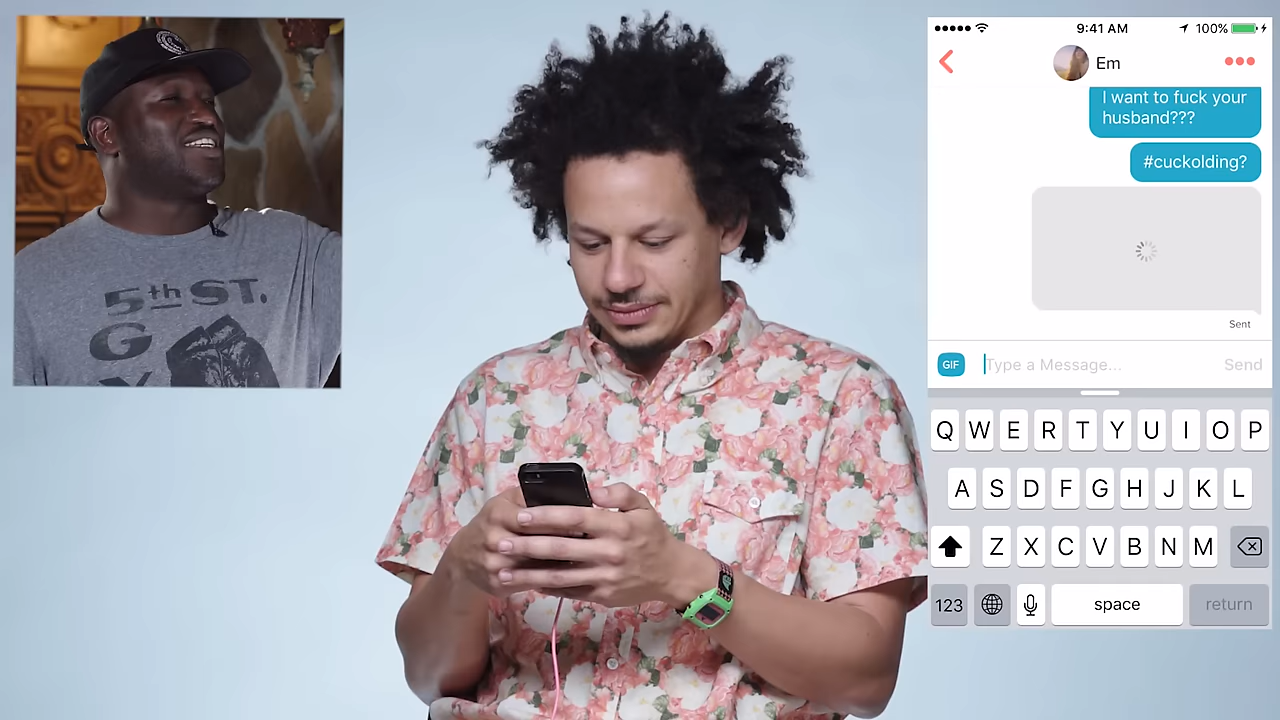 5th ST.
G
Y
9:41 AM
100%
Em
I want to fuck your
husband???
#cuckolding?
Sent
GIF
Type a Message...
Send
Q W E R T Y U I O P
A S D F G H J K L
Z X C V B N M
123
space
return